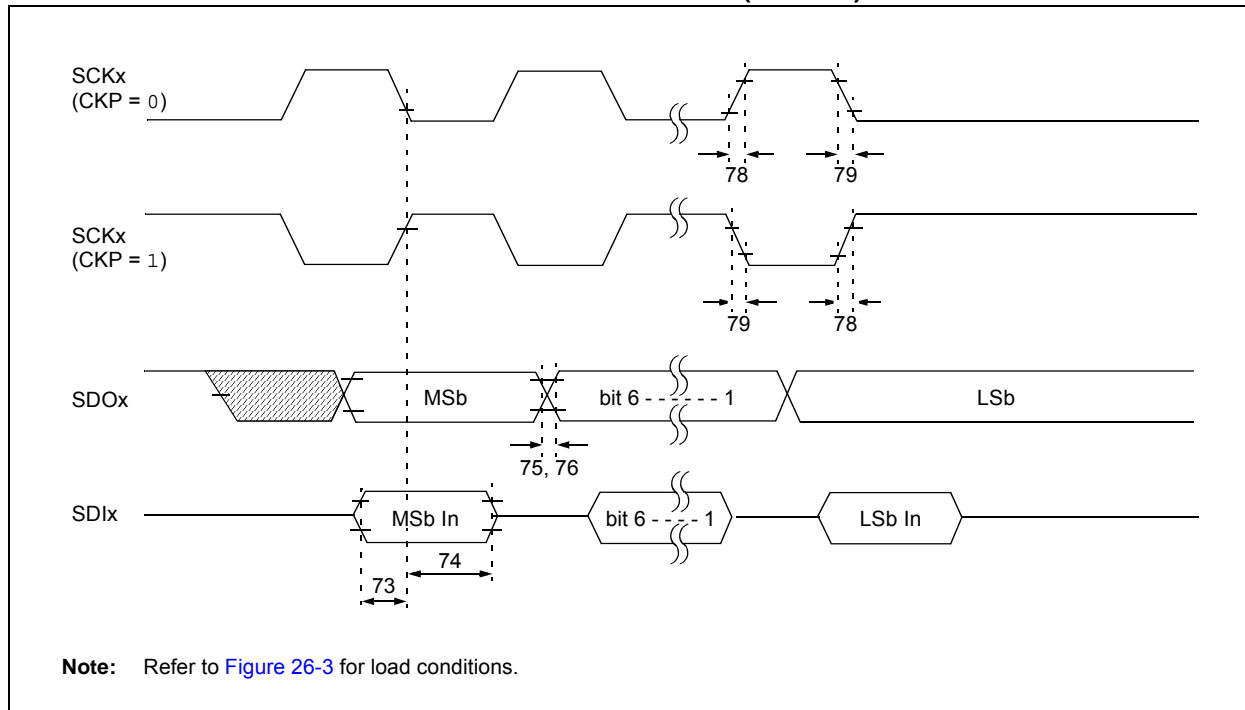 SCKx
(CKP = 0)
78
79
SCKx
(CKP = 1)
79
78
SDOx
MSb
bit 6 - - - - - - 1
LSb
75, 76
SDIx
MSb In
bit 6 - - - - 1
LSb In
74
73
Note: Refer to Figure 26-3 for load conditions.